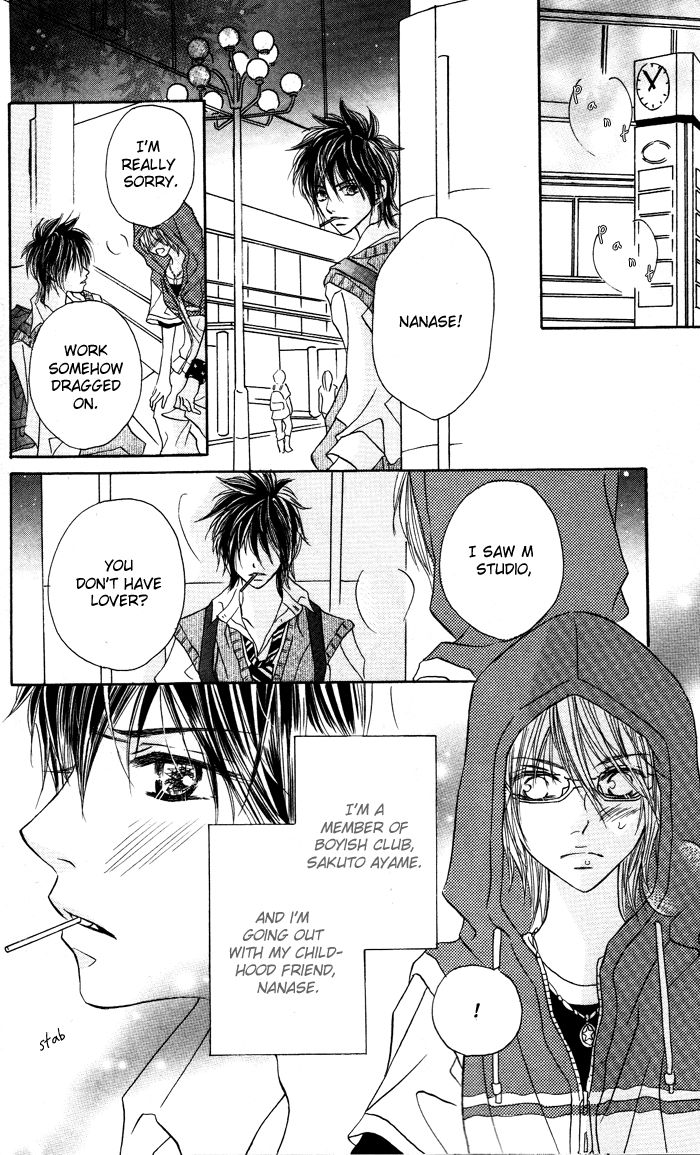 pant
pant
NANASE!
I'M
REALLY
SORRY.
WORK
SOMEHOW
DRAGGED
ON.
I SAW M
STUDIO,
YOU
DON'T HAVE
LOVER?
I'M A
MEMBER OF
BOYISH CLUB,
SAKUTO AYAME.
AND I'M
GOING OUT
WITH MY CHILD-
HOOD FRIEND,
NANASE.
!
stab